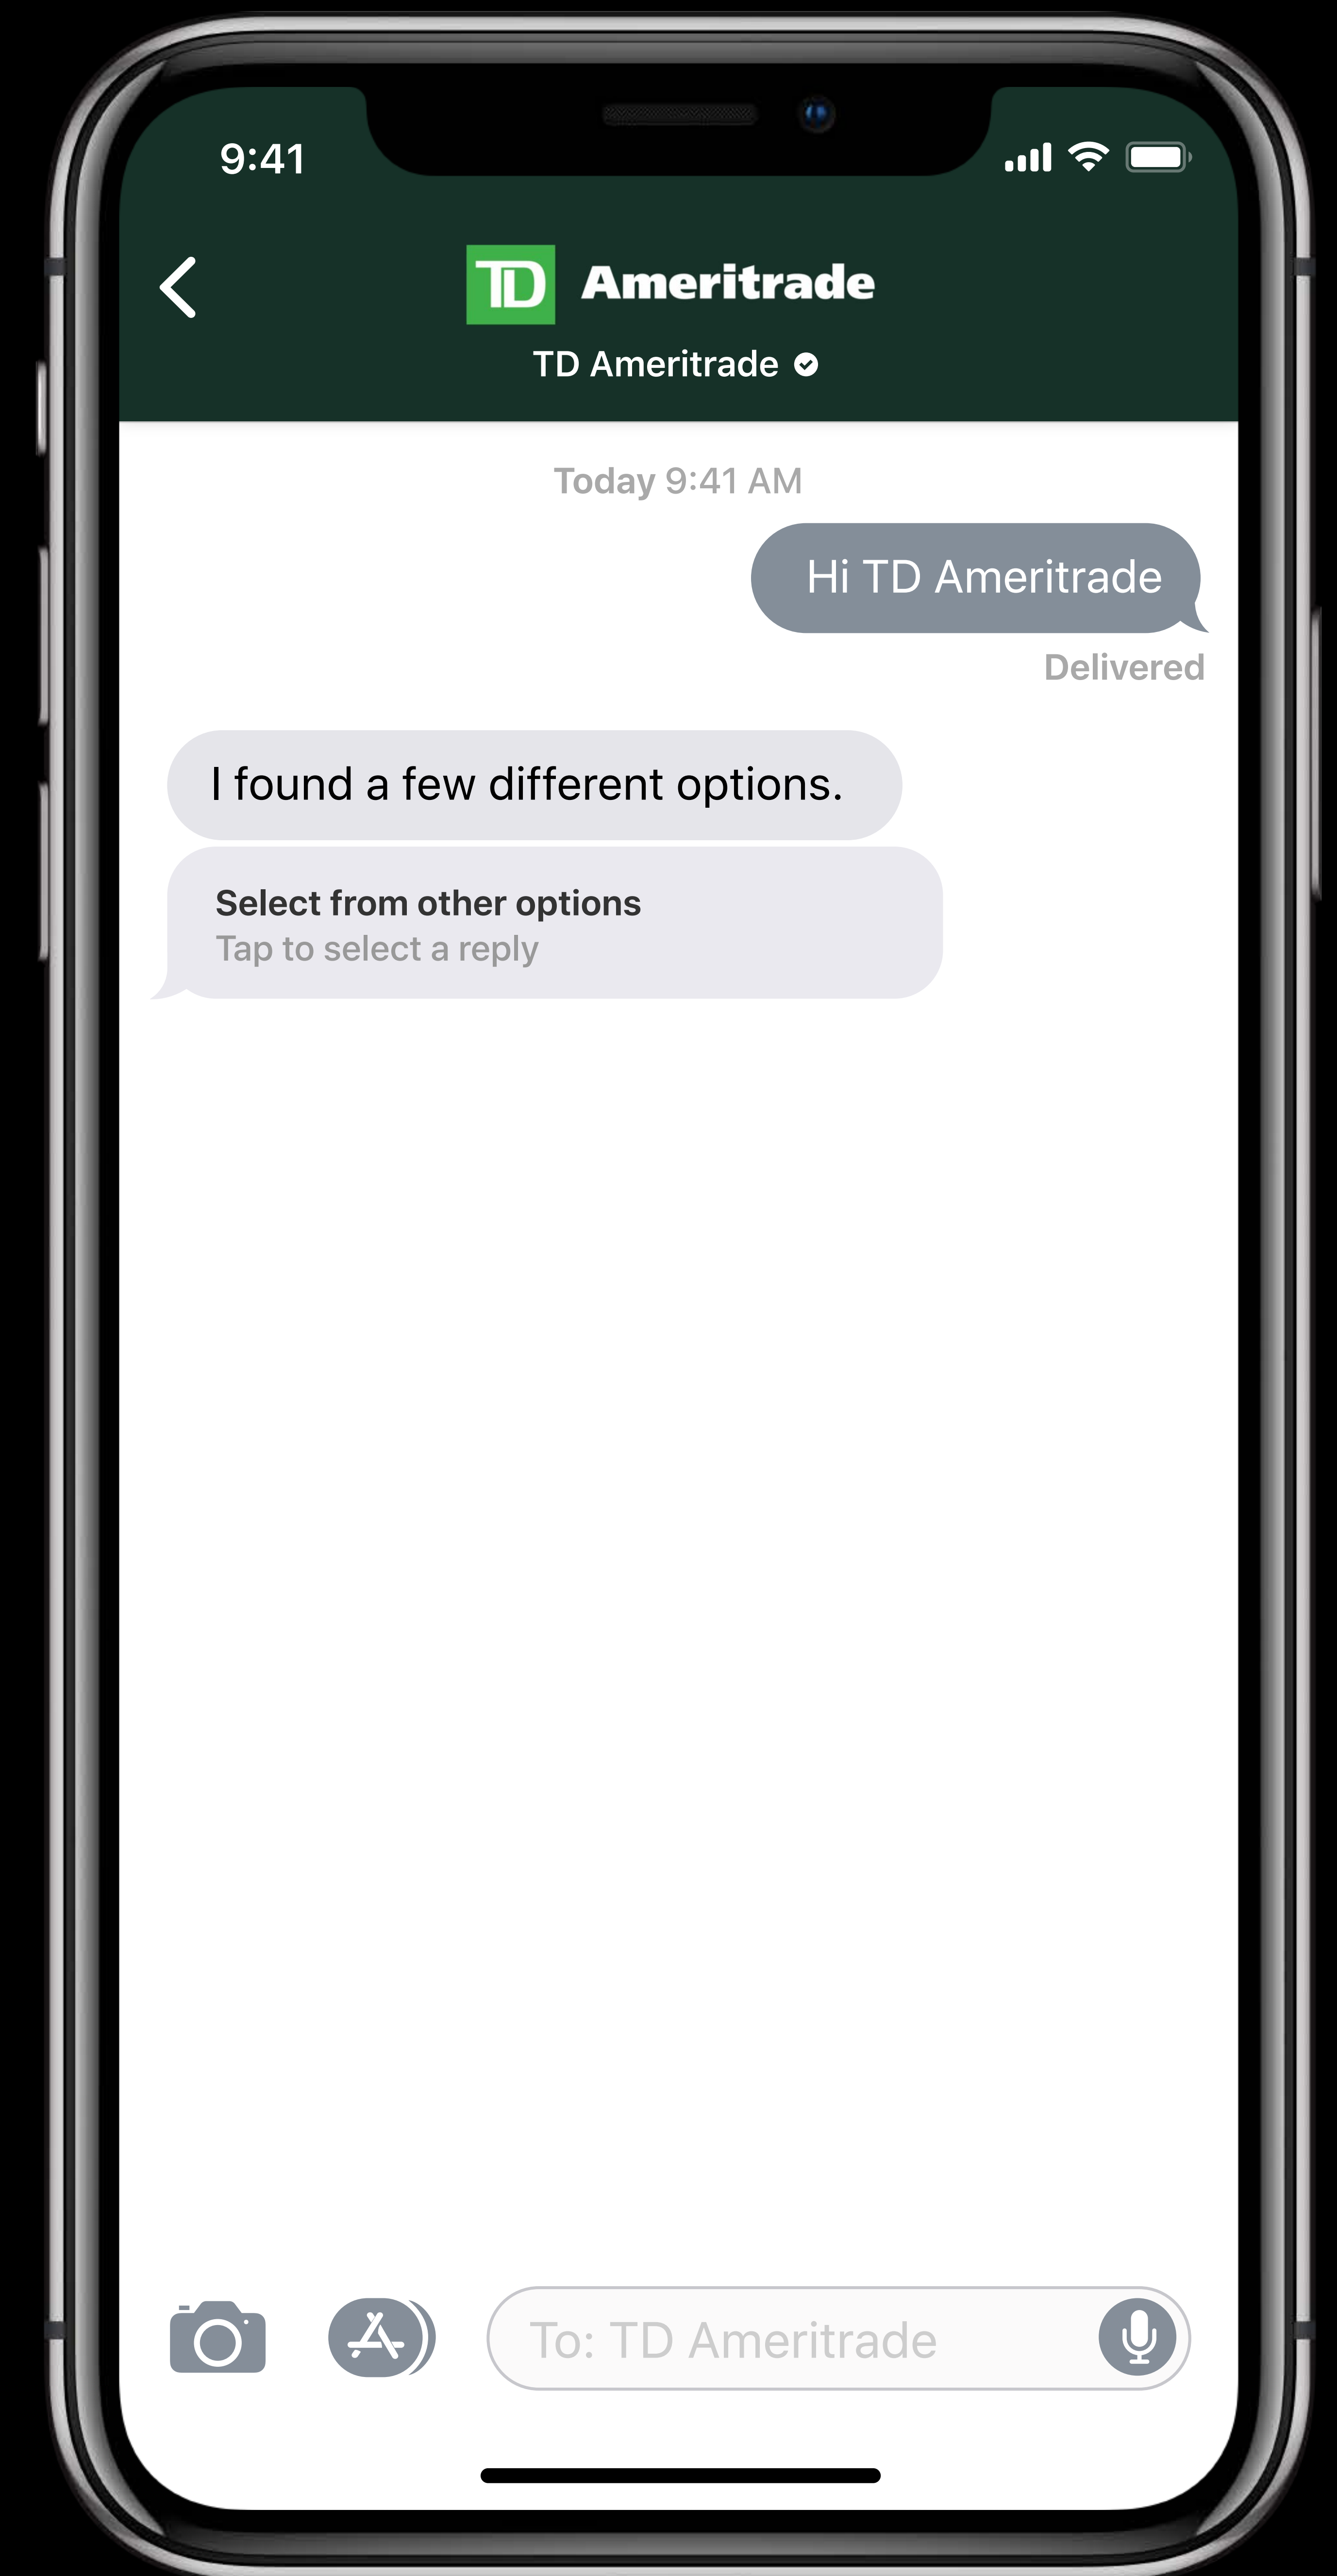 9:41
TD Ameritrade
TD Ameritrade
Today 9:41 AM
Hi TD Ameritrade
Delivered
I found a few different options.
Select from other options
Tap to select a reply
To: TD Ameritrade